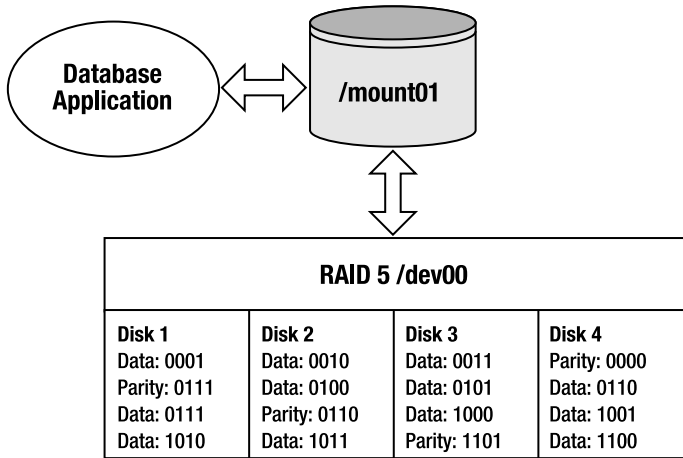 Database
Application
/mount01
RAID 5 /dev00
Disk 1
Data: 0001
Parity: 0111
Data: 0111
Data: 1010
Disk 2
Data: 0010
Data: 0100
Parity: 0110
Data: 1011
Disk 3
Data: 0011
Data: 0101
Data: 1000
Parity: 1101
Disk 4
Parity: 0000
Data: 0110
Data: 1001
Data: 1100